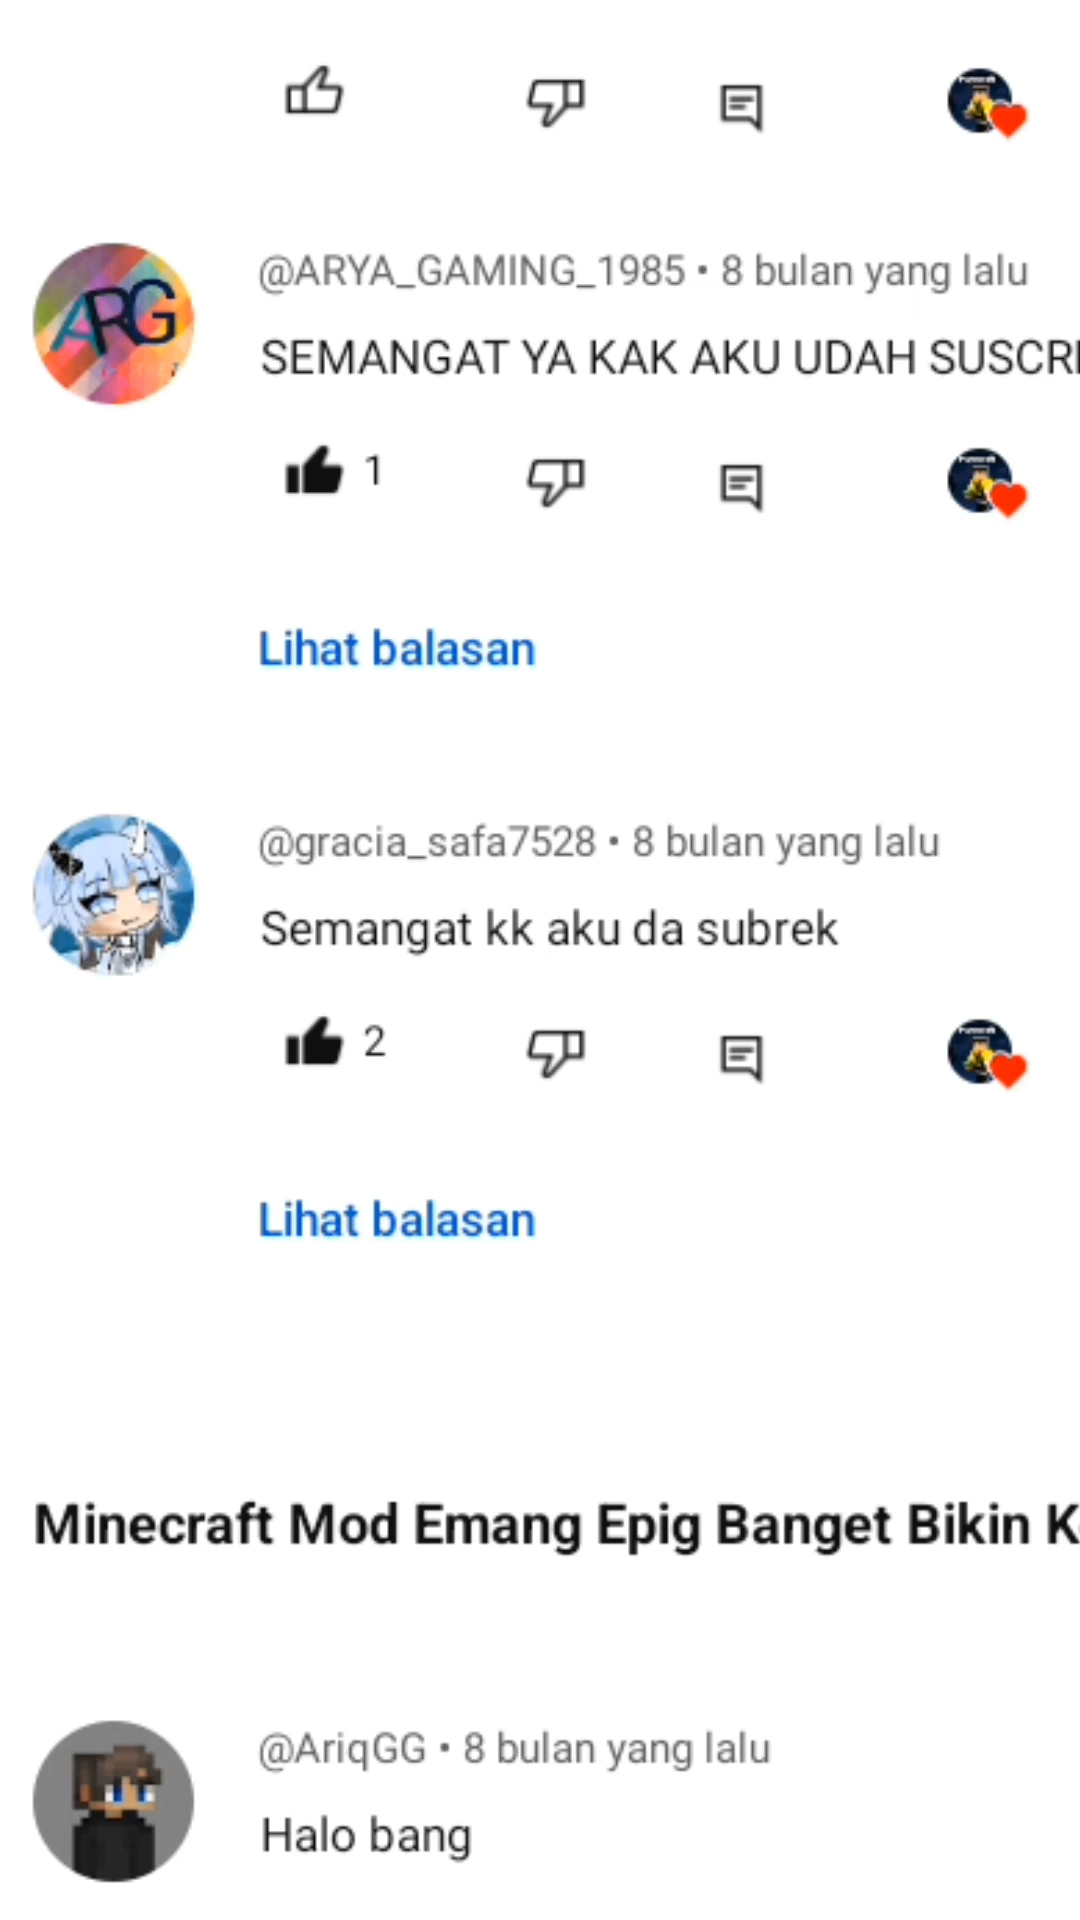 @ARYA_GAMING_1985 • 8 bulan yang lalu
ARG
SEMANGAT YA KAK AKU UDAH
1
Lihat balasan
@gracia_safa7528 • 8 bulan yang lalu
Semangat kk aku da subrek
2
Lihat balasan
Minecraft Mod Emang Epig Banget Bikin
@AriqGG • 8 bulan yang lalu
Halo bang